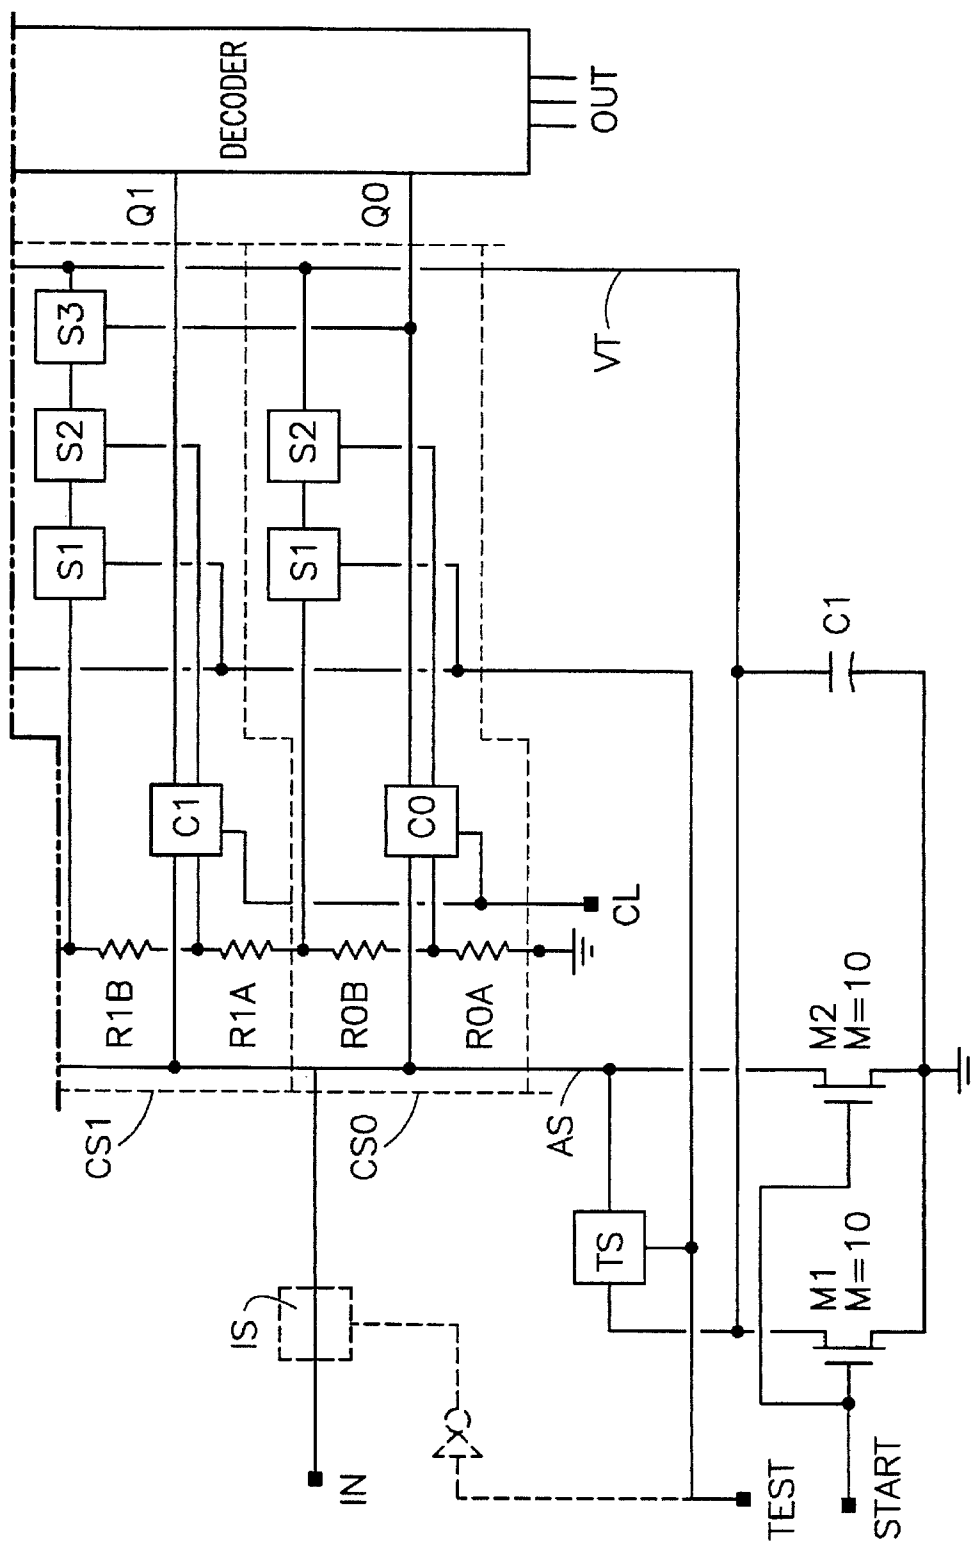 CS1
R1B
R1A
C1
S1
S2
S3
Q1
DECODER
IN
IS
CS0
R0B
R0A
C0
S1
S2
Q0
OUT
CL
AS
TS
VT
TEST
START
M1
M=10
M2
M=10
C1